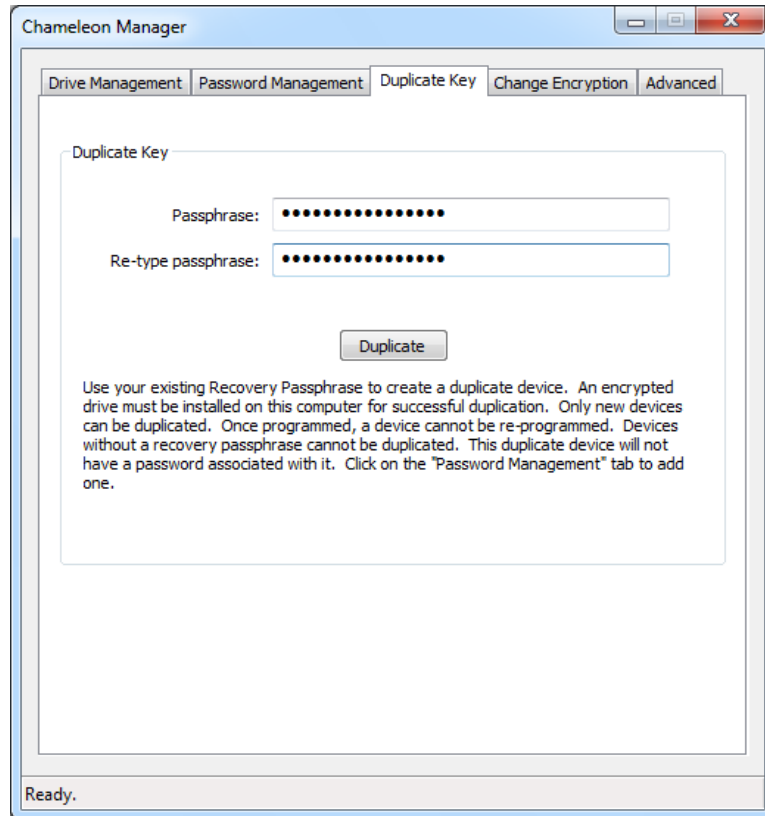 Chameleon Manager
Drive Management
Password Management
Duplicate Key
Change Encryption
Advanced
Duplicate Key
Passphrase: ••••••••••••••••
Re-type passphrase: ••••••••••••••••
Duplicate
Use your existing Recovery Passphrase to create a duplicate device.  An encrypted
drive must be installed on this computer for successful duplication.  Only new devices
can be duplicated.  Once programmed, a device cannot be re-programmed.  Devices
without a recovery passphrase cannot be duplicated.  This duplicate device will not
have a password associated with it.  Click on the "Password Management" tab to add
one.
Ready.